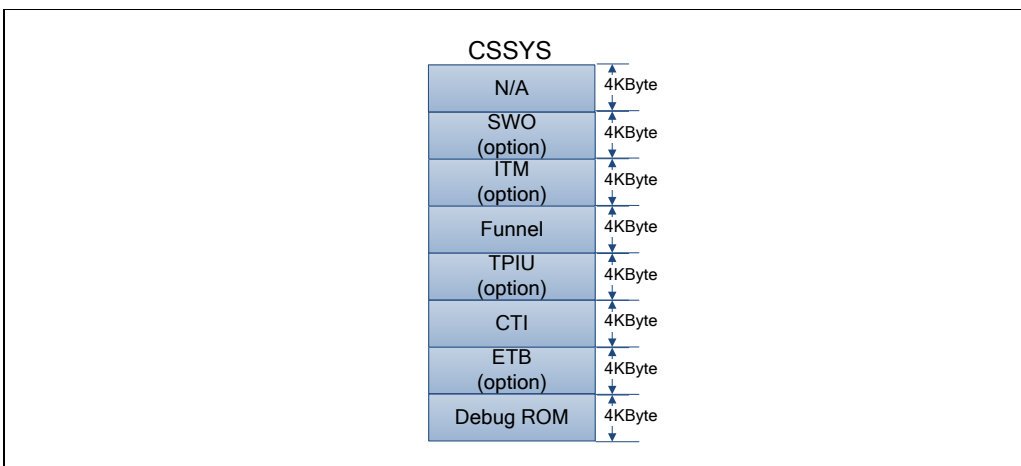 CSSYS
N/A
4KByte
SWO
(option)
4KByte
ITM
(option)
4KByte
Funnel
4KByte
TPIU
(option)
4KByte
CTI
4KByte
ETB
(option)
4KByte
Debug ROM
4KByte